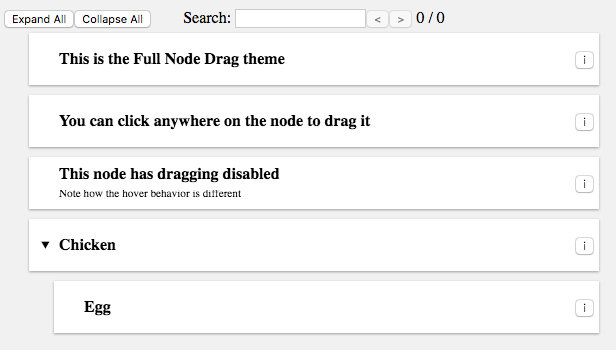 Expand All Collapse All Search: < > 0 / 0
This is the Full Node Drag theme i
You can click anywhere on the node to drag it i
This node has dragging disabled
Note how the hover behavior is different i
▼ Chicken i
Egg i